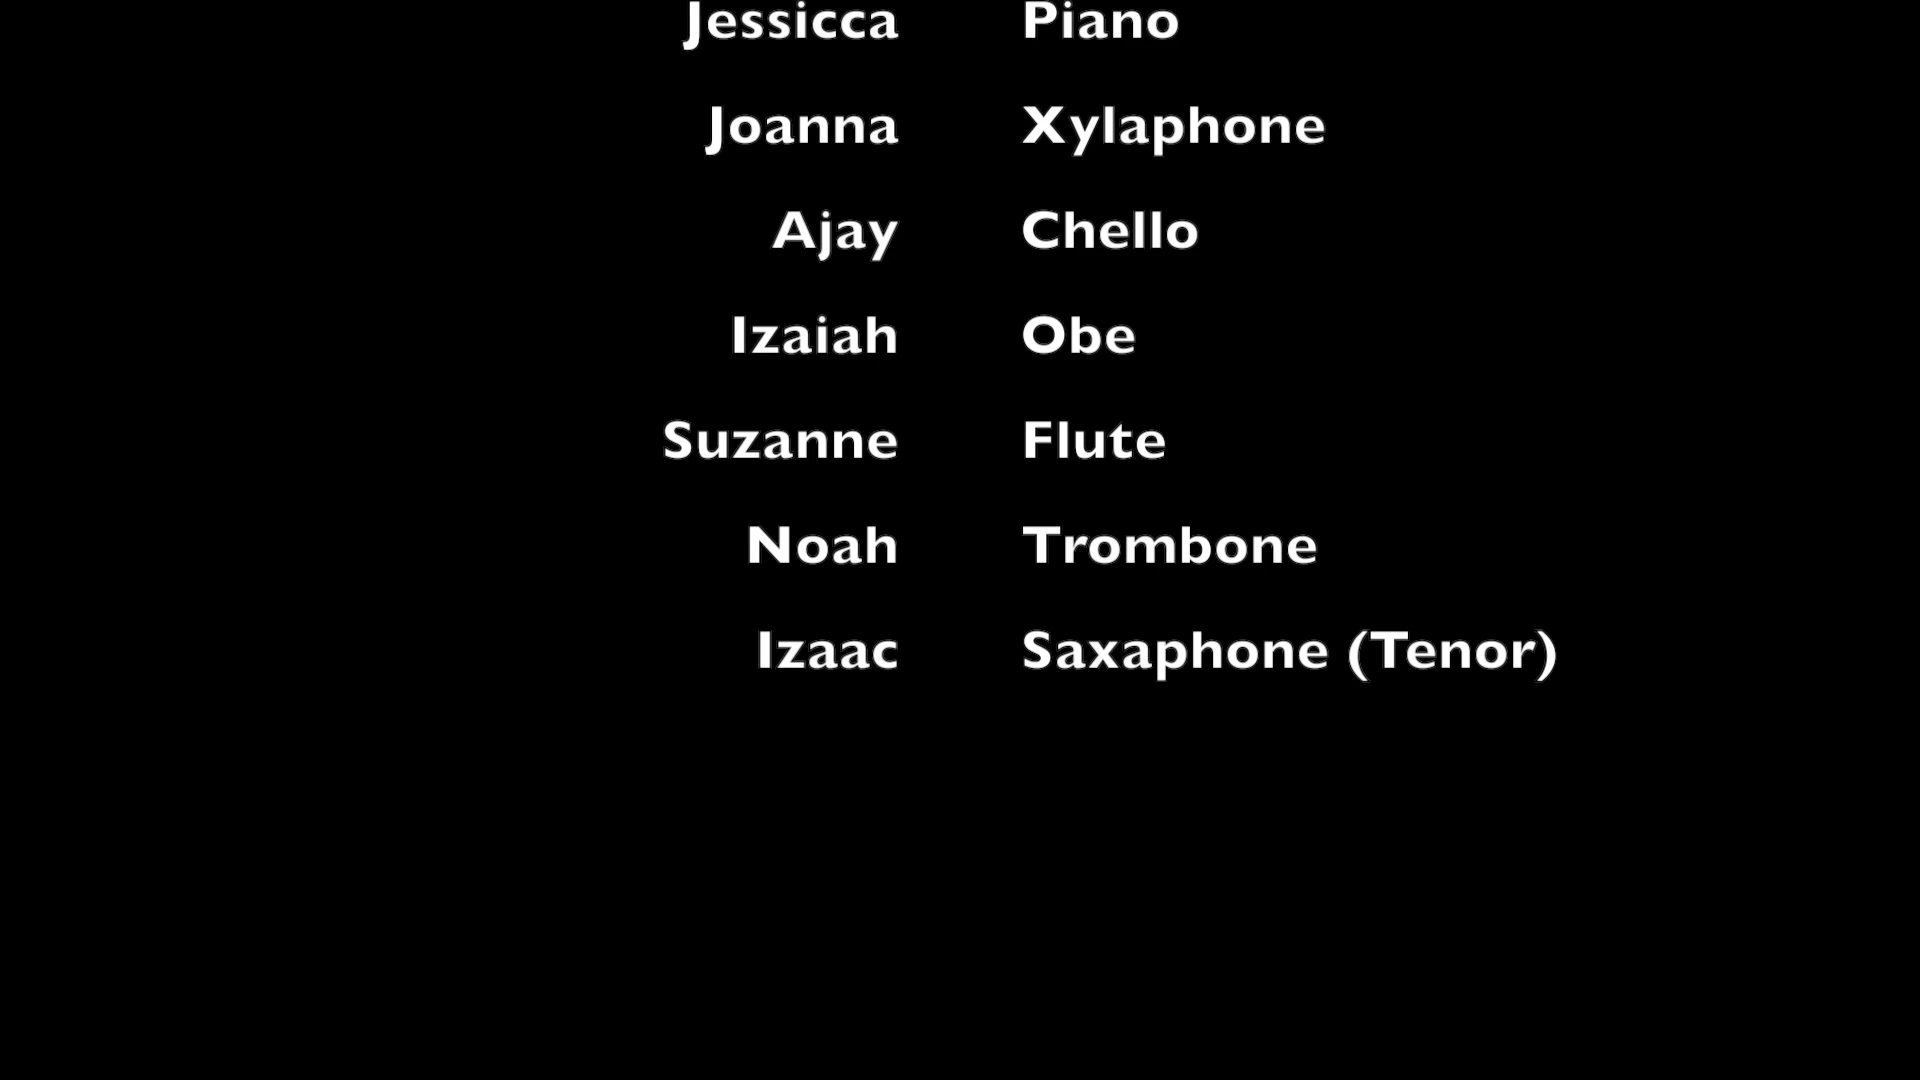 Jessicca Piano
Joanna Xylaphone
Ajay Chello
Izaiah Obe
Suzanne Flute
Noah Trombone
Izaac Saxaphone (Tenor)